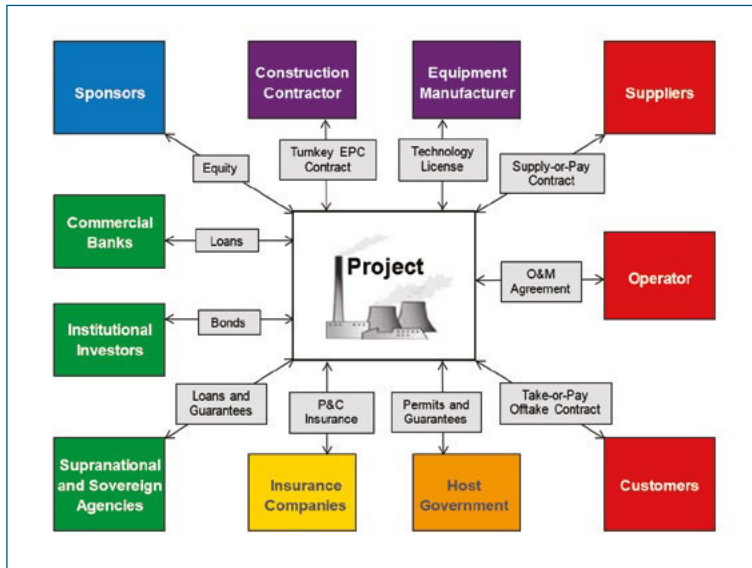 Sponsors
Construction
Contractor
Equipment
Manufacturer
Suppliers
Equity
Turnkey EPC
Contract
Technology
License
Supply-or-Pay
Contract
Commercial
Banks
Loans
Project
O&M
Agreement
Operator
Institutional
Investors
Bonds
Loans and
Guarantees
P&C
Insurance
Permits and
Guarantees
Take-or-Pay
Offtake Contract
Supranational
and Sovereign
Agencies
Insurance
Companies
Host
Government
Customers